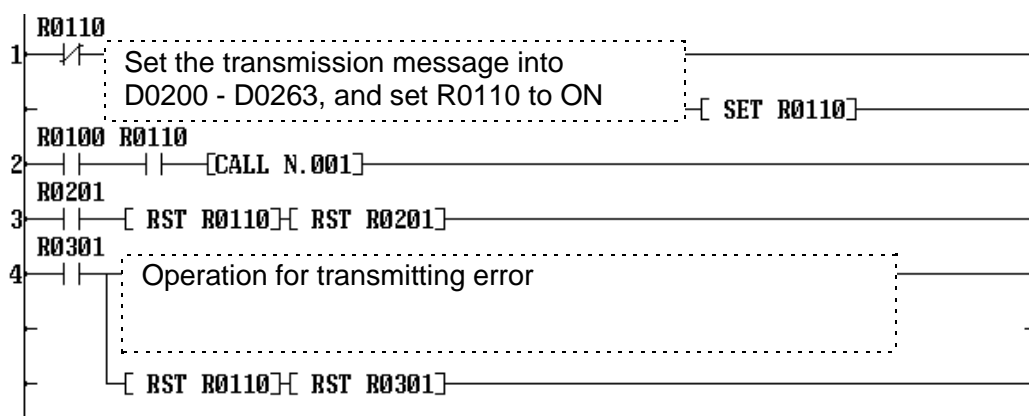 R0110
1
Set the transmission message into
D0200 - D0263, and set R0110 to ON
[ SET R0110]
R0100 R0110
2 [CALL N.001]
R0201
3 [ RST R0110] [ RST R0201]
R0301
4 Operation for transmitting error
[ RST R0110] [ RST R0301]